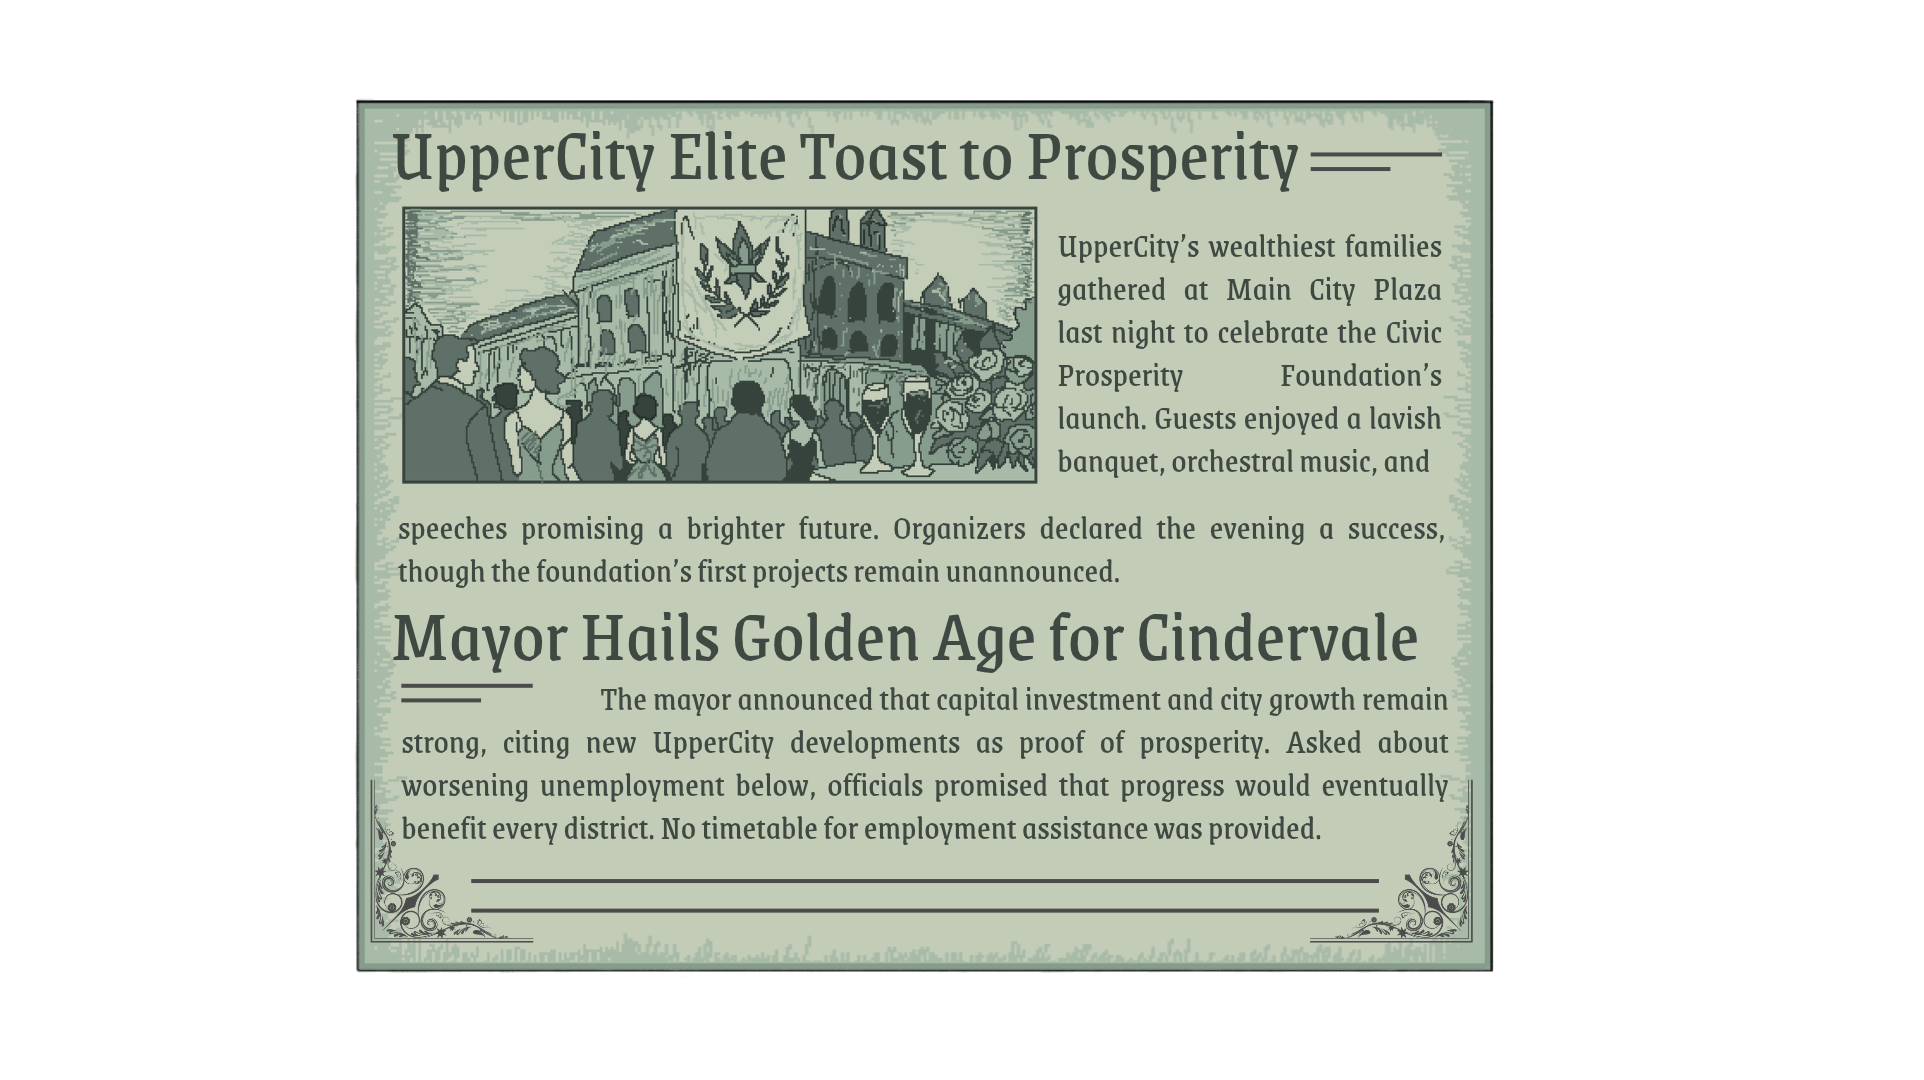 UpperCity Elite Toast to Prosperity
UpperCity’s wealthiest families
gathered at Main City Plaza
last night to celebrate the Civic
Prosperity Foundation’s
launch. Guests enjoyed a lavish
banquet, orchestral music, and
speeches promising a brighter future. Organizers declared the evening a success,
though the foundation’s first projects remain unannounced.
Mayor Hails Golden Age for Cindervale
The mayor announced that capital investment and city growth remain
strong, citing new UpperCity developments as proof of prosperity. Asked about
worsening unemployment below, officials promised that progress would eventually
benefit every district. No timetable for employment assistance was provided.